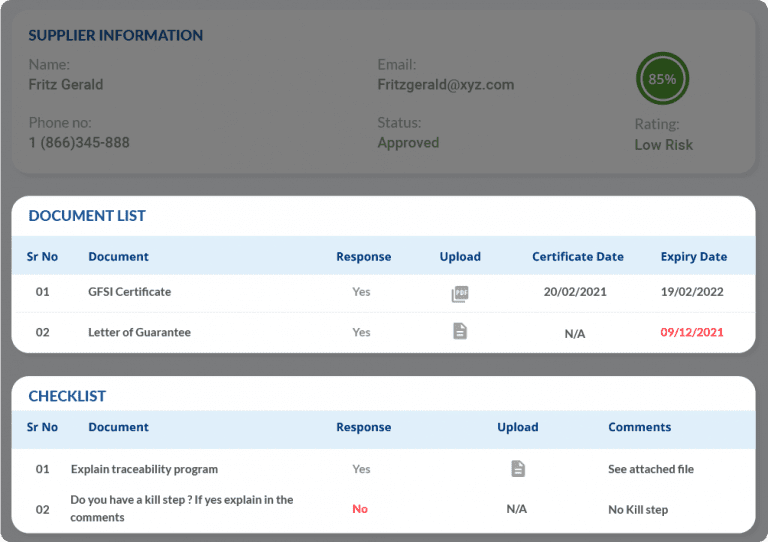 SUPPLIER INFORMATION
Name: Email:
Fritz Gerald Fritzgerald@xyz.com
85%
Phone no: Status: Rating:
1 (866)345-888 Approved Low Risk
DOCUMENT LIST
Sr No Document Response Upload Certificate Date Expiry Date
01 GFSI Certificate Yes PDF 20/02/2021 19/02/2022
02 Letter of Guarantee Yes N/A 09/12/2021
CHECKLIST
Sr No Document Response Upload Comments
01 Explain traceability program Yes See attached file
02 Do you have a kill step ? If yes explain in the
comments No N/A No Kill step